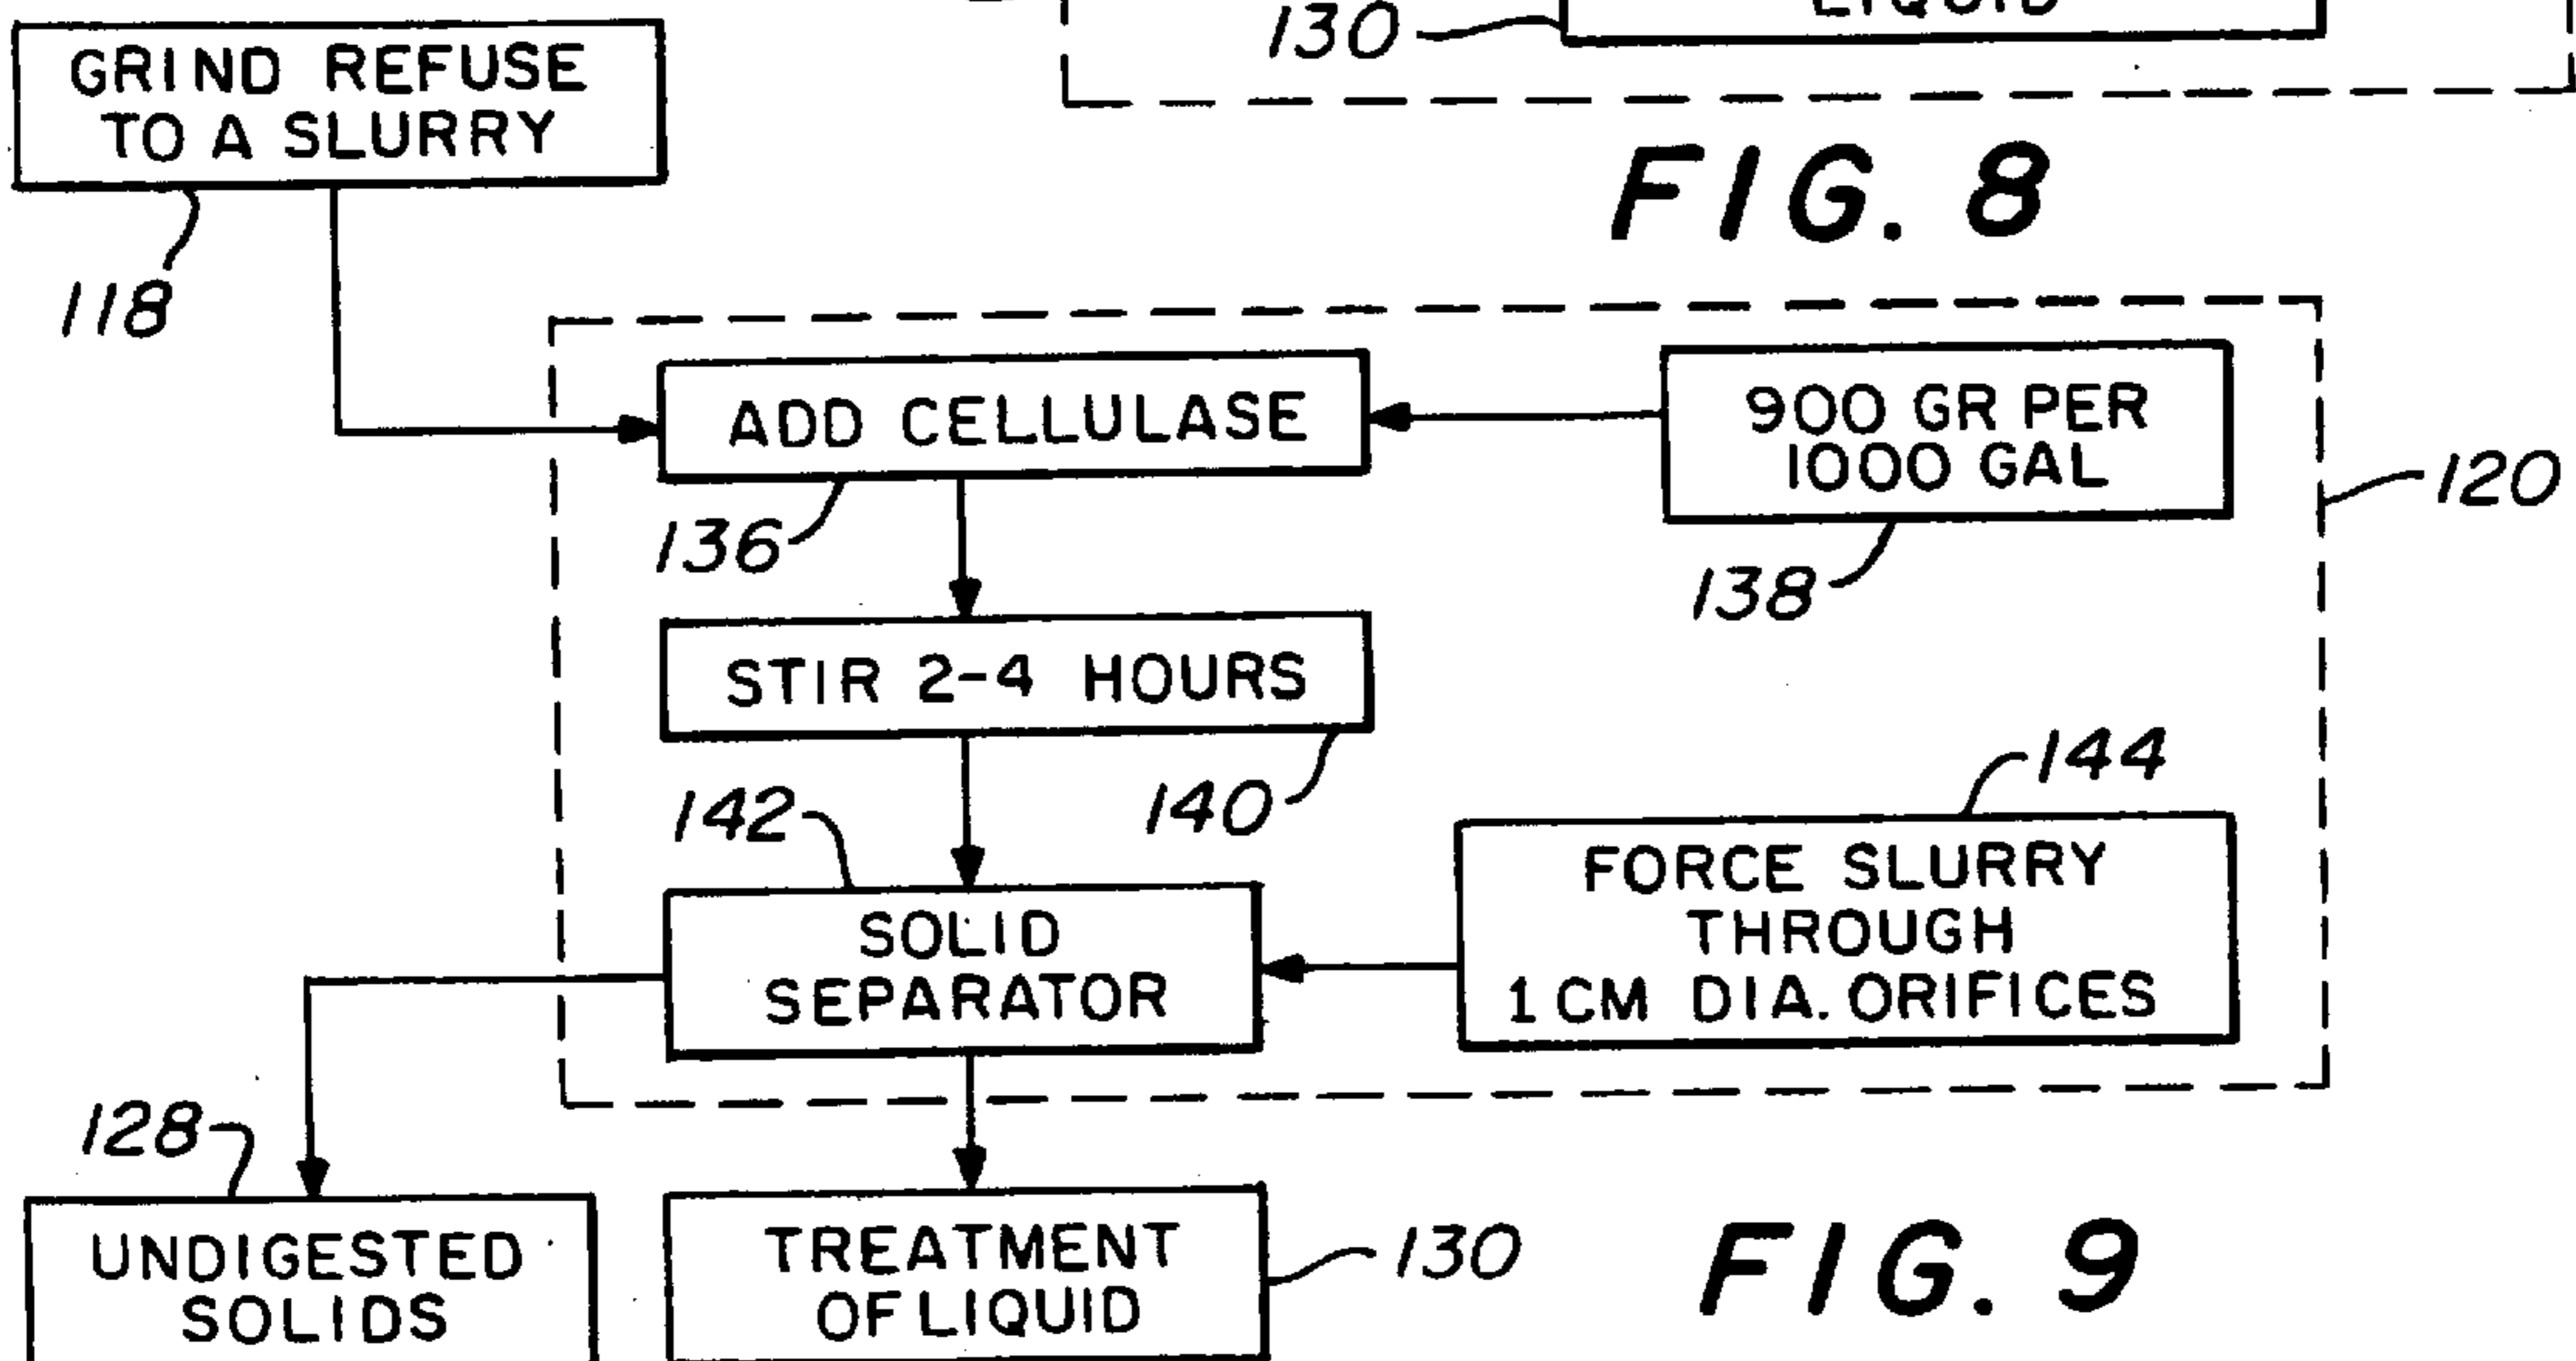 130
LIQUID
FIG. 8
GRIND REFUSE
TO A SLURRY
118
ADD CELLULASE
136
900 GR PER
1000 GAL
138
120
STIR 2-4 HOURS
140
142
SOLID
SEPARATOR
144
FORCE SLURRY
THROUGH
1 CM DIA. ORIFICES
128
UNDIGESTED
SOLIDS
TREATMENT
OF LIQUID
130
FIG. 9